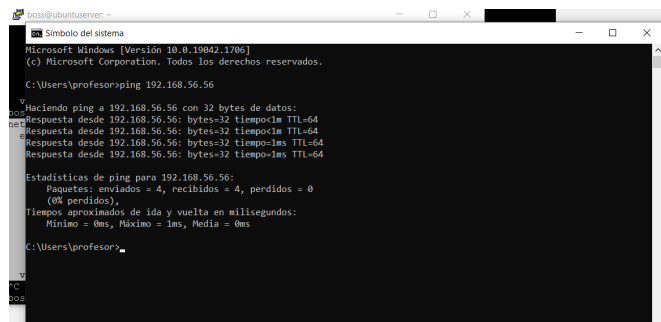 boss@ubuntuserver: ~
Símbolo del sistema
Microsoft Windows [Versión 10.0.19042.1706]
(c) Microsoft Corporation. Todos los derechos reservados.
C:\Users\profesor>ping 192.168.56.56
Haciendo ping a 192.168.56.56 con 32 bytes de datos:
Respuesta desde 192.168.56.56: bytes=32 tiempo<1m TTL=64
Respuesta desde 192.168.56.56: bytes=32 tiempo<1m TTL=64
Respuesta desde 192.168.56.56: bytes=32 tiempo=1ms TTL=64
Respuesta desde 192.168.56.56: bytes=32 tiempo=1ms TTL=64
Estadísticas de ping para 192.168.56.56:
Paquetes: enviados = 4, recibidos = 4, perdidos = 0
(0% perdidos),
Tiempos aproximados de ida y vuelta en milisegundos:
Mínimo = 0ms, Máximo = 1ms, Media = 0ms
C:\Users\profesor>
v
bos
net
e
v
^C
bos